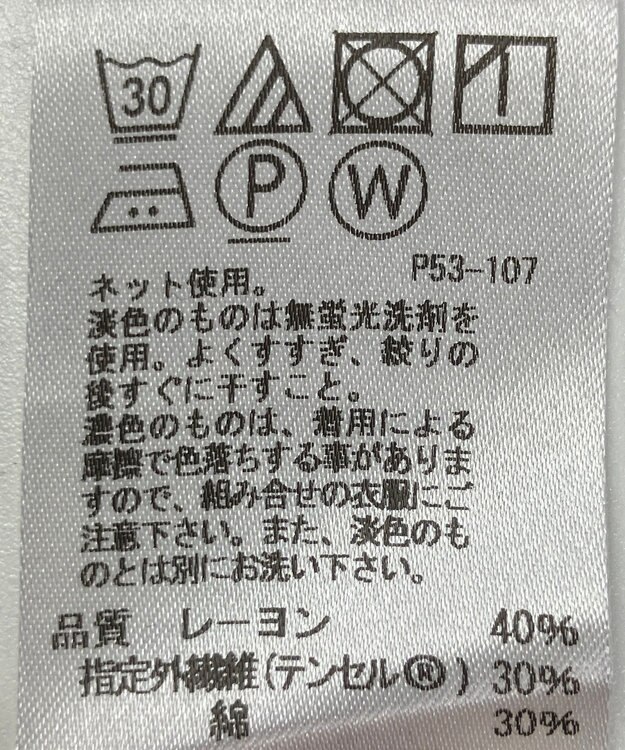 30
P W
P53-107
ネット使用。
淡色のものは無蛍光洗剤を
使用。よくすすぎ、絞りの
後すぐに干すこと。
濃色のものは、着用による
摩擦で色落ちする事がありま
すので、組み合せの衣服にご
注意下さい。また、淡色のも
のとは別にお洗い下さい。
品質 レーヨン 40%
指定外繊維(テンセル®) 30%
綿 30%